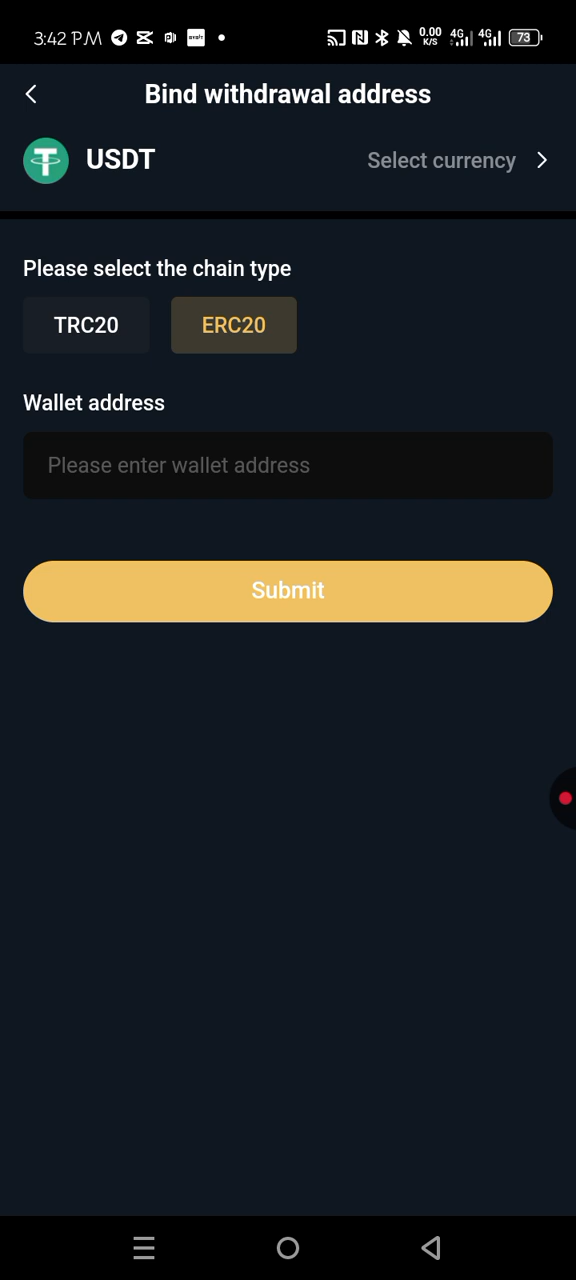 3:42 PM 0.00 K/S 4G 4G 73
Bind withdrawal address
USDT Select currency
Please select the chain type
TRC20 ERC20
Wallet address
Please enter wallet address
Submit